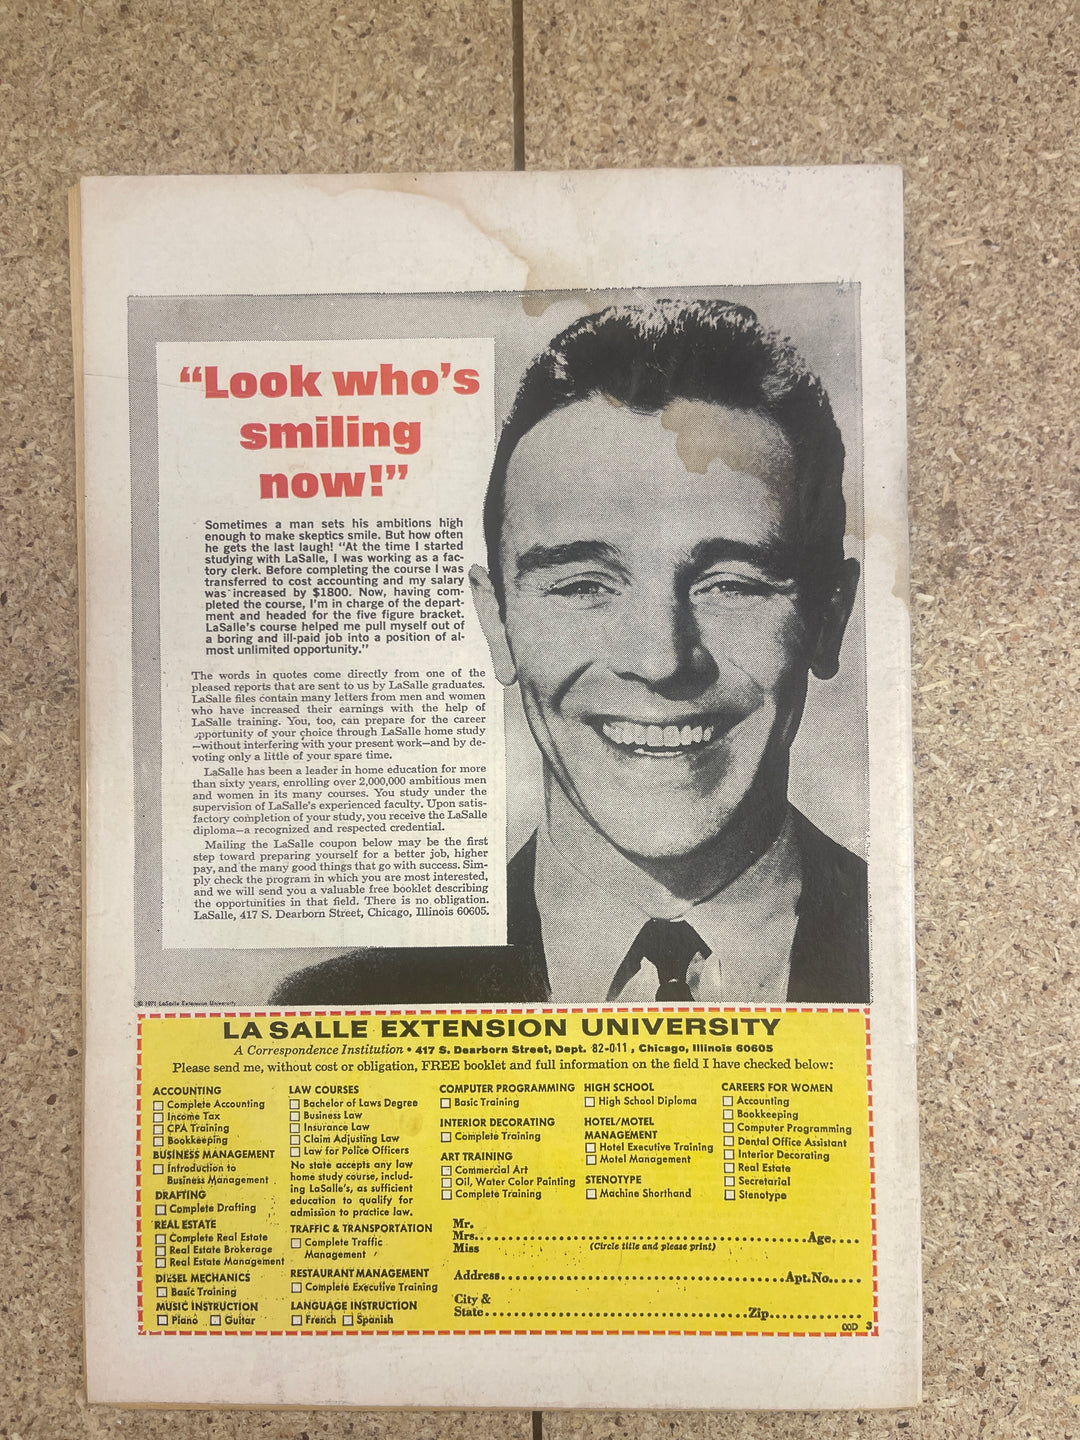 “Look who’s
smiling
now!”
Sometimes a man sets his ambitions high
enough to make skeptics smile. But how often
he gets the last laugh! “At the time I started
studying with LaSalle, I was working as a fac-
tory clerk. Before completing the course I was
transferred to cost accounting and my salary
was increased by $1800. Now, having com-
pleted the course, I’m in charge of the depart-
ment and headed for the five figure bracket.
LaSalle’s course helped me pull myself out of
a boring and ill-paid job into a position of al-
most unlimited opportunity.”
The words in quotes come directly from one of the
pleased reports that are sent to us by LaSalle graduates.
LaSalle files contain many letters from men and women
who have increased their earnings with the help of
LaSalle training. You, too, can prepare for the career
opportunity of your choice through LaSalle home study
—without interfering with your present work—and by de-
voting only a little of your spare time.
LaSalle has been a leader in home education for more
than sixty years, enrolling over 2,000,000 ambitious men
and women in its many courses. You study under the
supervision of LaSalle’s experienced faculty. Upon satis-
factory completion of your study, you receive the LaSalle
diploma—a recognized and respected credential.
Mailing the LaSalle coupon below may be the first
step toward preparing yourself for a better job, higher
pay, and the many good things that go with success. Sim-
ply check the program in which you are most interested,
and we will send you a valuable free booklet describing
the opportunities in that field. There is no obligation.
LaSalle, 417 S. Dearborn Street, Chicago, Illinois 60605.
© 1971 LaSalle Extension University
LA SALLE EXTENSION UNIVERSITY
A Correspondence Institution • 417 S. Dearborn Street, Dept. 82-011, Chicago, Illinois 60605
Please send me, without cost or obligation, FREE booklet and full information on the field I have checked below:
ACCOUNTING
Complete Accounting
Income Tax
CPA Training
Bookkeeping
BUSINESS MANAGEMENT
Introduction to
Business Management
DRAFTING
Complete Drafting
REAL ESTATE
Complete Real Estate
Real Estate Brokerage
Real Estate Management
DIESEL MECHANICS
Basic Training
MUSIC INSTRUCTION
Piano Guitar
LAW COURSES
Bachelor of Laws Degree
Business Law
Insurance Law
Claim Adjusting Law
Law for Police Officers
No state accepts any law
home study course, includ-
ing LaSalle’s, as sufficient
education to qualify for
admission to practice law.
TRAFFIC & TRANSPORTATION
Complete Traffic
Management
RESTAURANT MANAGEMENT
Complete Executive Training
LANGUAGE INSTRUCTION
French Spanish
COMPUTER PROGRAMMING
Basic Training
INTERIOR DECORATING
Complete Training
ART TRAINING
Commercial Art
Oil, Water Color Painting
Complete Training
HIGH SCHOOL
High School Diploma
HOTEL/MOTEL
MANAGEMENT
Hotel Executive Training
Motel Management
STENOTYPE
Machine Shorthand
CAREERS FOR WOMEN
Accounting
Bookkeeping
Computer Programming
Dental Office Assistant
Interior Decorating
Real Estate
Secretarial
Stenotype
Mr.
Mrs. Age
Miss (Circle title and please print)
Address Apt. No.
City &
State Zip
OOD 3